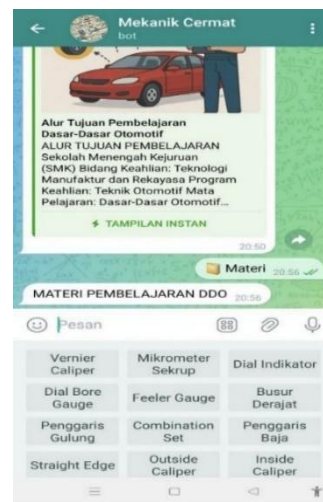 Mekanik Cermat
bot
Alur Tujuan Pembelajaran
Dasar-Dasar Otomotif
ALUR TUJUAN PEMBELAJARAN
Sekolah Menengah Kejuruan
(SMK) Bidang Keahlian: Teknologi
Manufaktur dan Rekayasa Program
Keahlian: Teknik Otomotif Mata
Pelajaran: Dasar-Dasar Otomotif...
TAMPILAN INSTAN
20:50
Materi 20:56
MATERI PEMBELAJARAN DDO 20:56
Pesan
Vernier
Caliper
Mikrometer
Sekrup
Dial Indikator
Dial Bore
Gauge
Feeler Gauge
Busur
Derajat
Penggaris
Gulung
Combination
Set
Penggaris
Baja
Straight Edge
Outside
Caliper
Inside
Caliper